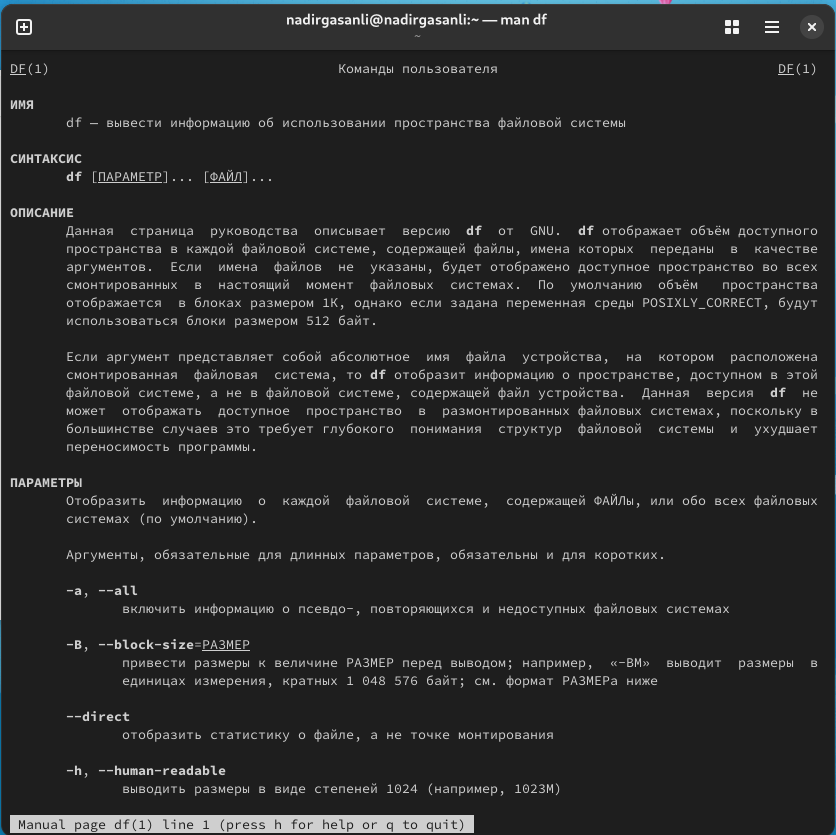 nadirgasanli@nadirgasanli:~ — man df
~
DF(1) Команды пользователя DF(1)
ИМЯ
df — вывести информацию об использовании пространства файловой системы
СИНТАКСИС
df [ПАРАМЕТР]... [ФАЙЛ]...
ОПИСАНИЕ
Данная страница руководства описывает версию df от GNU. df отображает объём доступного
пространства в каждой файловой системе, содержащей файлы, имена которых переданы в качестве
аргументов. Если имена файлов не указаны, будет отображено доступное пространство во всех
смонтированных в настоящий момент файловых системах. По умолчанию объём пространства
отображается в блоках размером 1K, однако если задана переменная среды POSIXLY_CORRECT, будут
использоваться блоки размером 512 байт.
Если аргумент представляет собой абсолютное имя файла устройства, на котором расположена
смонтированная файловая система, то df отобразит информацию о пространстве, доступном в этой
файловой системе, а не в файловой системе, содержащей файл устройства. Данная версия df не
может отображать доступное пространство в размонтированных файловых системах, поскольку в
большинстве случаев это требует глубокого понимания структур файловой системы и ухудшает
переносимость программы.
ПАРАМЕТРЫ
Отобразить информацию о каждой файловой системе, содержащей ФАЙЛы, или обо всех файловых
системах (по умолчанию).
Аргументы, обязательные для длинных параметров, обязательны и для коротких.
-a, --all
включить информацию о псевдо-, повторяющихся и недоступных файловых системах
-B, --block-size=РАЗМЕР
привести размеры к величине РАЗМЕР перед выводом; например, «-BM» выводит размеры в
единицах измерения, кратных 1 048 576 байт; см. формат РАЗМЕРа ниже
--direct
отобразить статистику о файле, а не точке монтирования
-h, --human-readable
выводить размеры в виде степеней 1024 (например, 1023M)
Manual page df(1) line 1 (press h for help or q to quit)